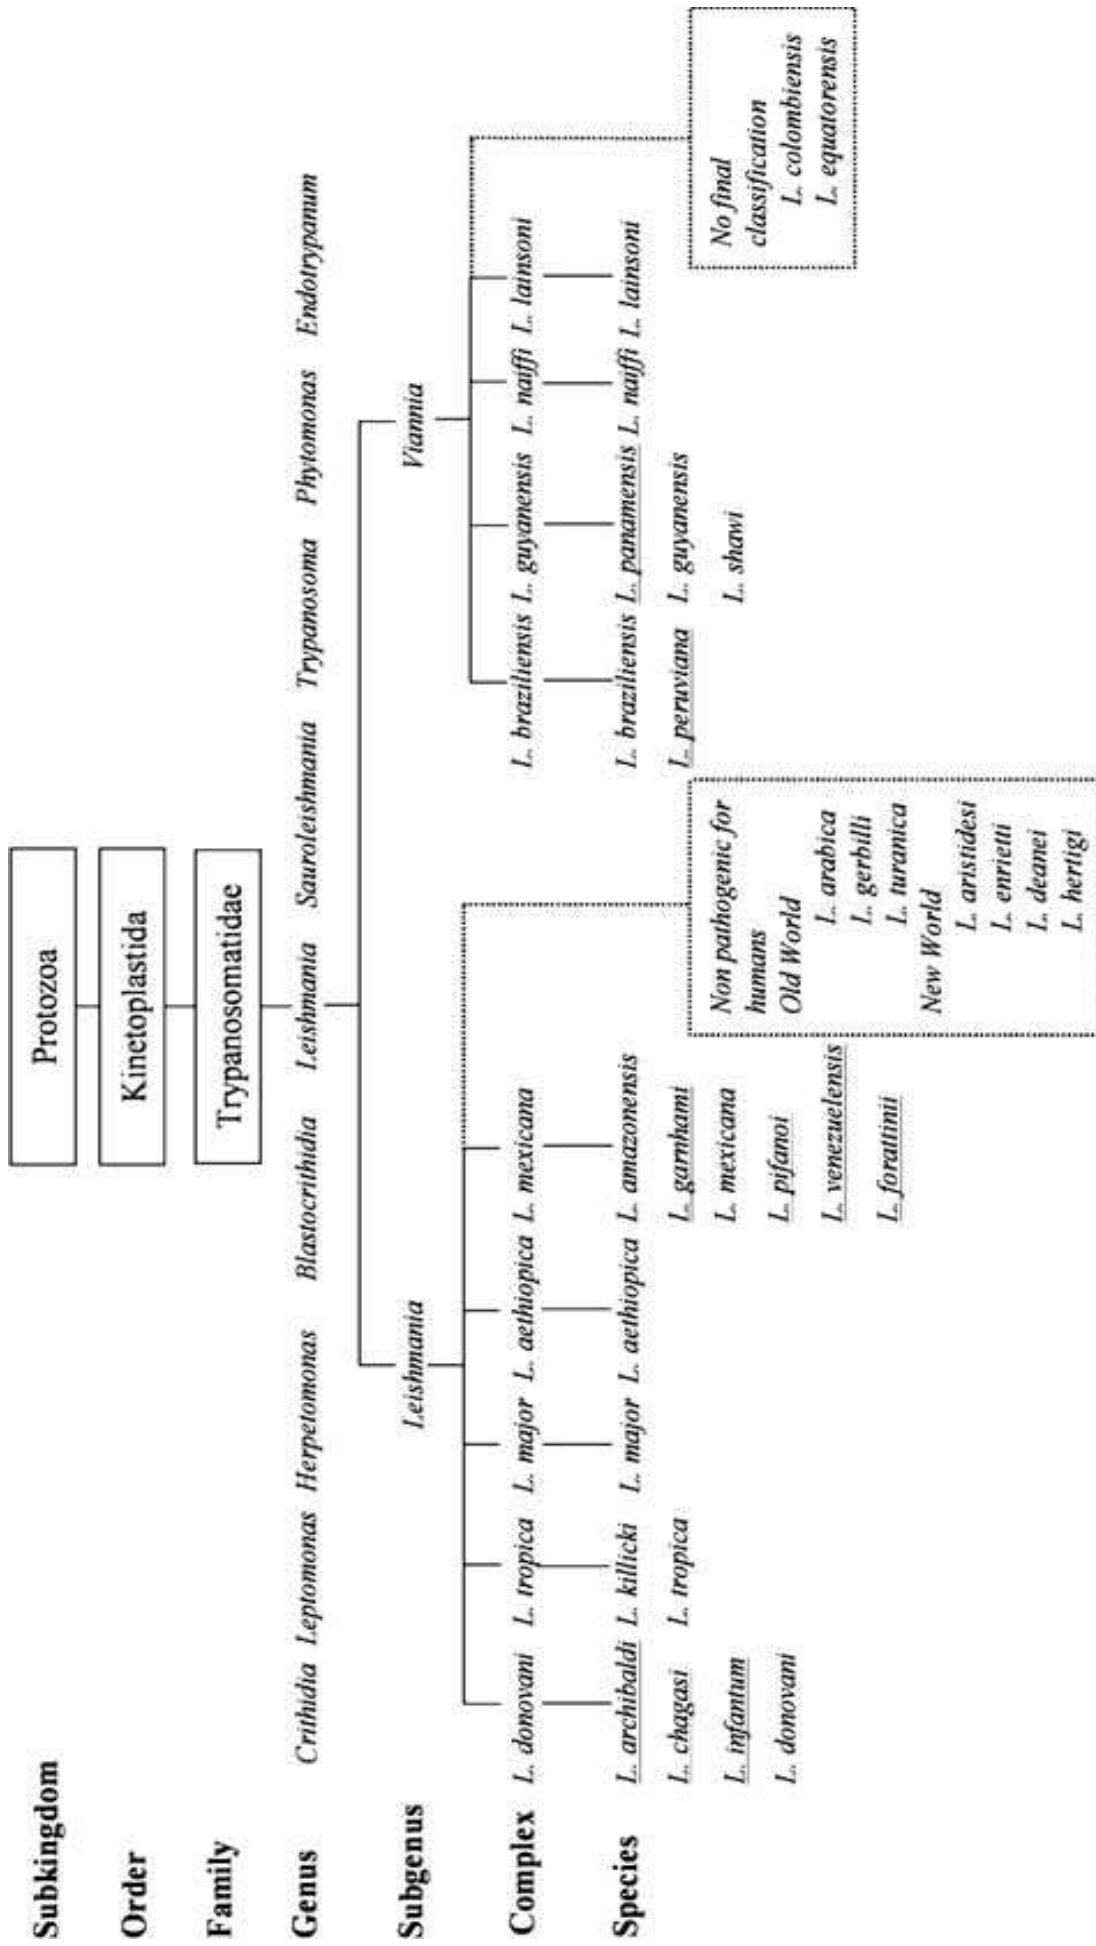 Subkingdom Protozoa
Order Kinetoplastida
Family Trypanosomatidae
Genus Crithidia Leptomonas Herpetomonas Blastocrithidia Leishmania Sauroleishmania Trypanosoma Phytomonas Endotrypanum
Subgenus Leishmania Viannia
Complex L. donovani L. tropica L. major L. aethiopica L. mexicana L. braziliensis L. guyanensis L. naiffi L. lainsoni
Species L. archibaldi L. killicki L. major L. aethiopica L. amazonensis L. braziliensis L. panamensis L. naiffi L. lainsoni
L. chagasi L. tropica L. garnhami L. peruviana L. guyanensis
L. infantum L. mexicana L. shawi
L. donovani L. pifanoi
L. venezuelensis
L. forattinii
Non pathogenic for
humans
Old World
L. arabica
L. gerbilli
L. turanica
New World
L. aristidesi
L. enrietti
L. deanei
L. hertigi
No final
classification
L. colombiensis
L. equatorensis